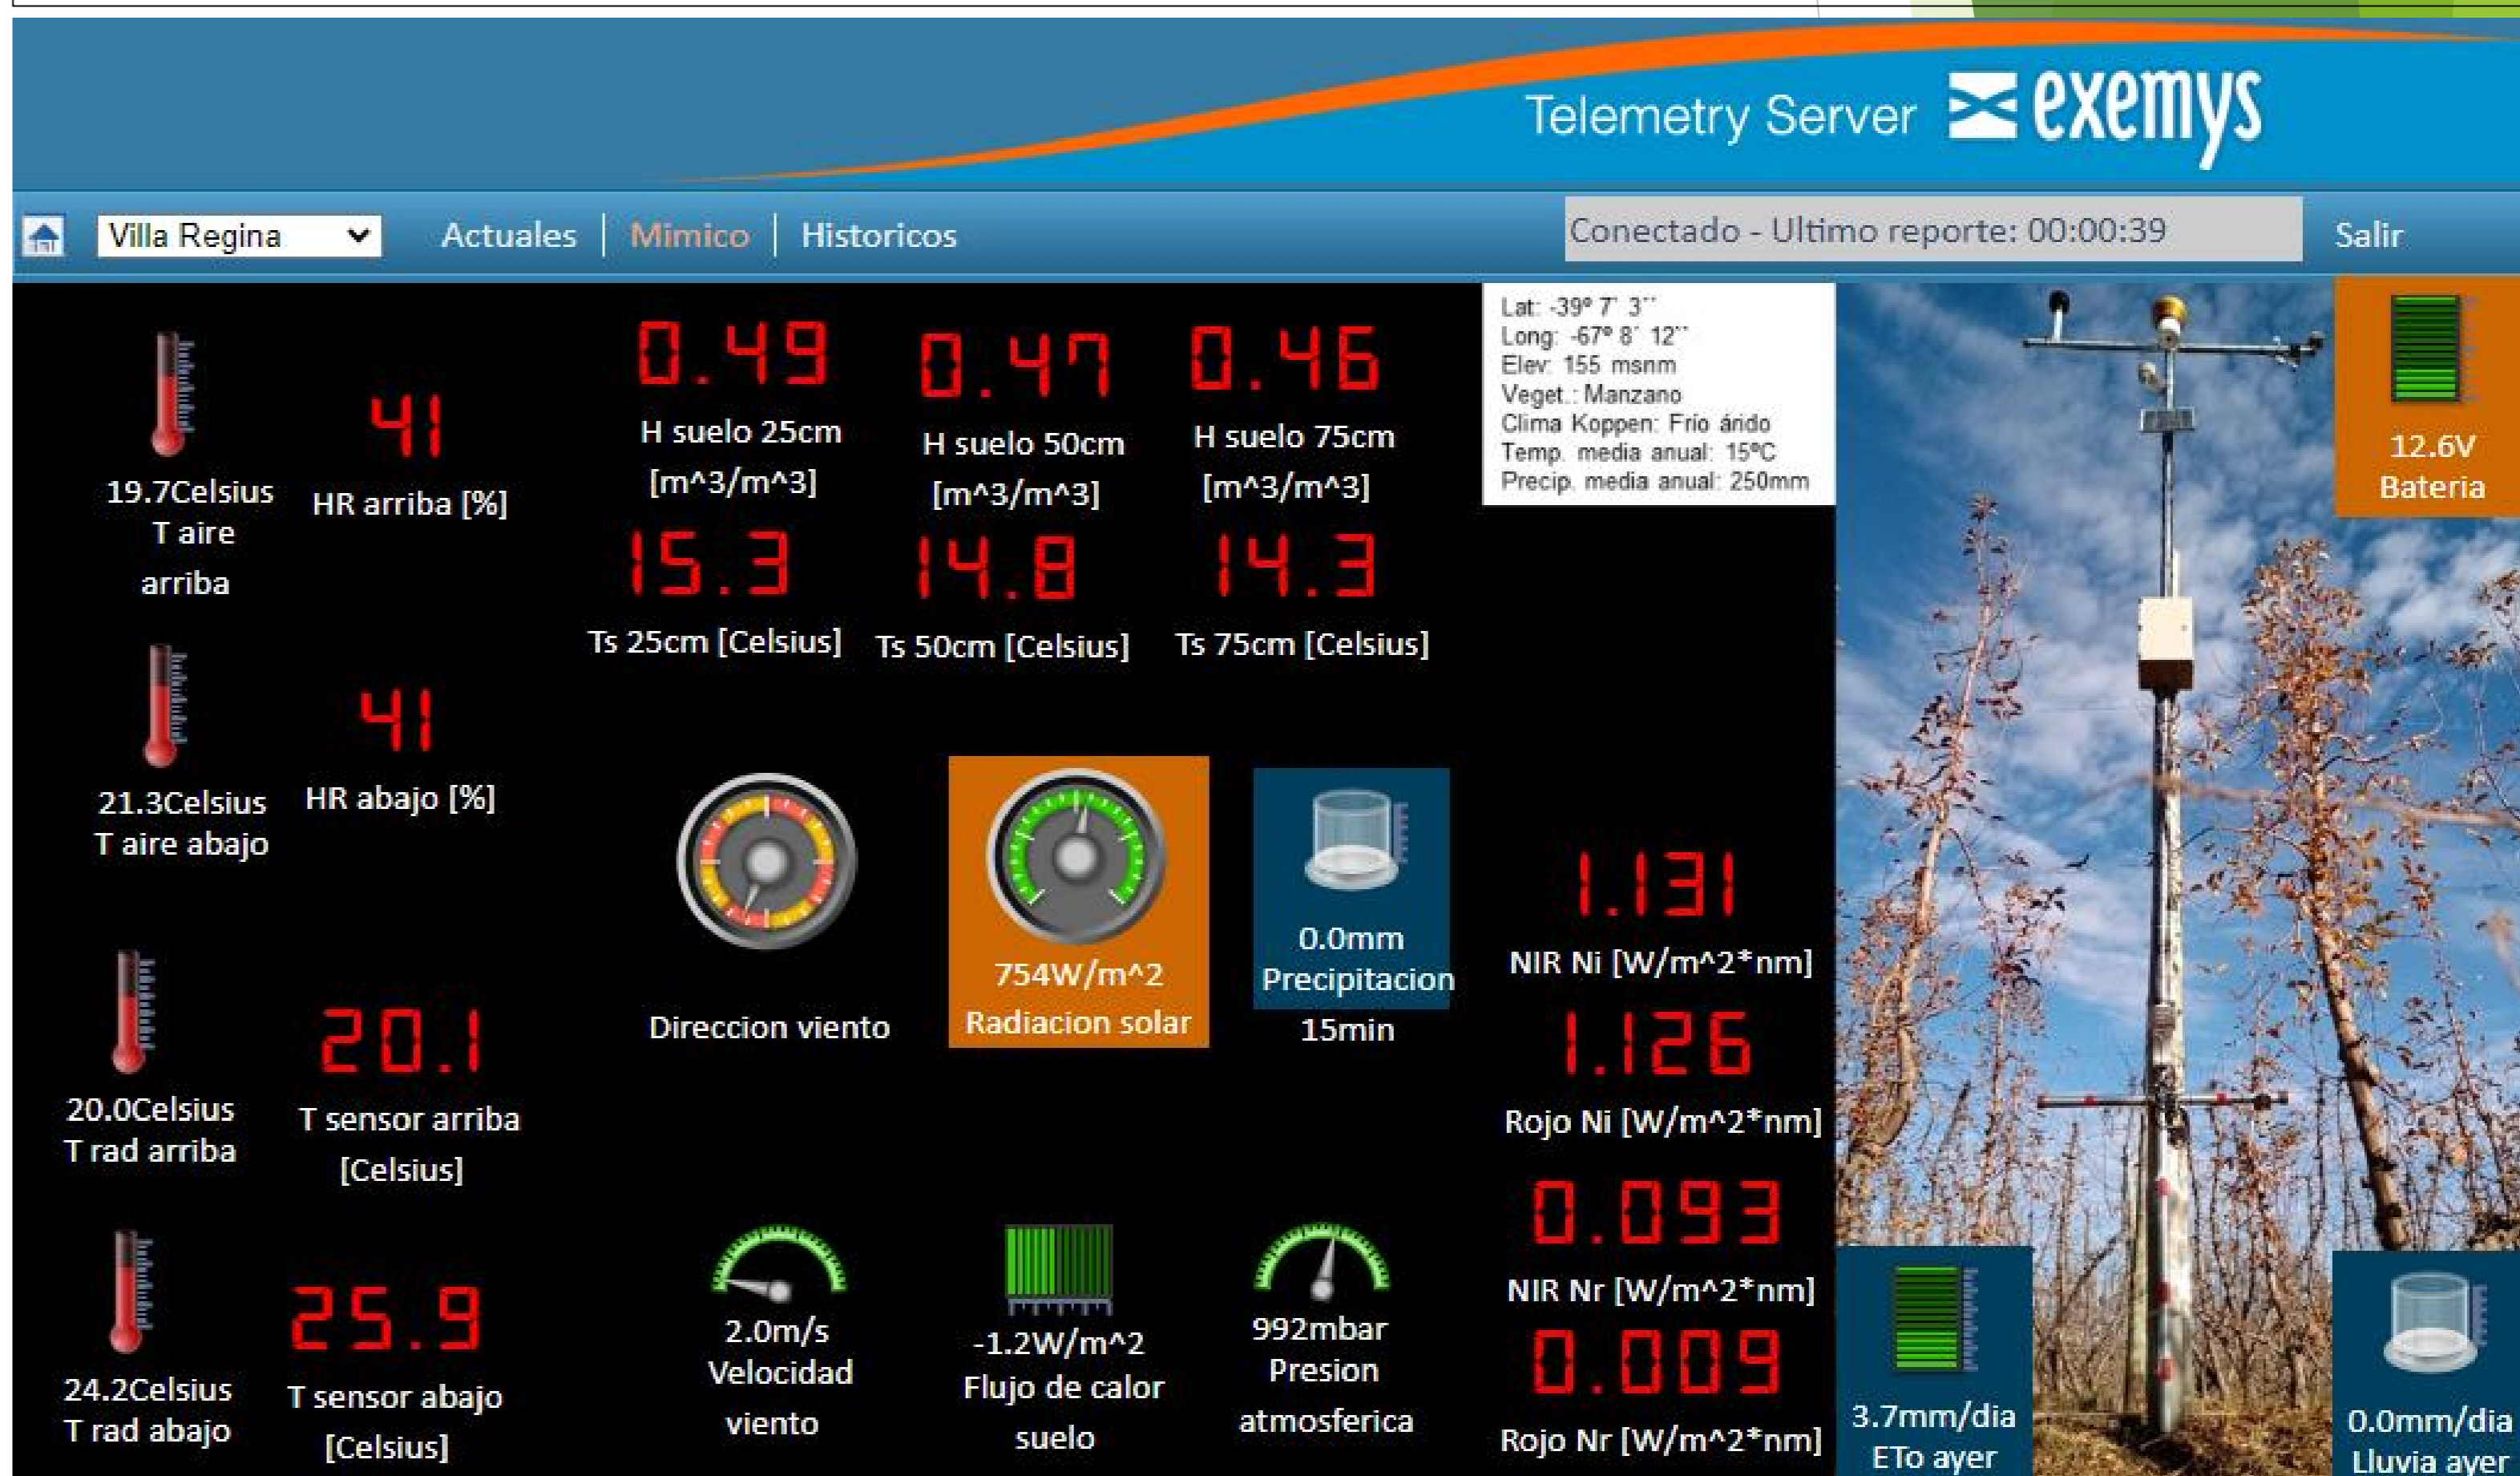 Telemetry Server exemys
Villa Regina
Actuales | Mimico | Historicos
Conectado - Ultimo reporte: 00:00:39
Salir
19.7Celsius
T aire
arriba
41
HR arriba [%]
0.49
H suelo 25cm
[m^3/m^3]
0.47
H suelo 50cm
[m^3/m^3]
0.46
H suelo 75cm
[m^3/m^3]
Lat: -39º 7' 3''
Long: -67º 8' 12''
Elev: 155 msnm
Veget.: Manzano
Clima Koppen: Frío árido
Temp. media anual: 15ºC
Precip. media anual: 250mm
12.6V
Bateria
15.3
Ts 25cm [Celsius]
14.8
Ts 50cm [Celsius]
14.3
Ts 75cm [Celsius]
21.3Celsius
T aire abajo
41
HR abajo [%]
Direccion viento
754W/m^2
Radiacion solar
0.0mm
Precipitacion
15min
1.131
NIR Ni [W/m^2*nm]
1.126
Rojo Ni [W/m^2*nm]
20.0Celsius
T rad arriba
20.1
T sensor arriba
[Celsius]
0.093
NIR Nr [W/m^2*nm]
0.009
Rojo Nr [W/m^2*nm]
24.2Celsius
T rad abajo
25.9
T sensor abajo
[Celsius]
2.0m/s
Velocidad
viento
-1.2W/m^2
Flujo de calor
suelo
992mbar
Presion
atmosferica
3.7mm/dia
ETo ayer
0.0mm/dia
Lluvia ayer